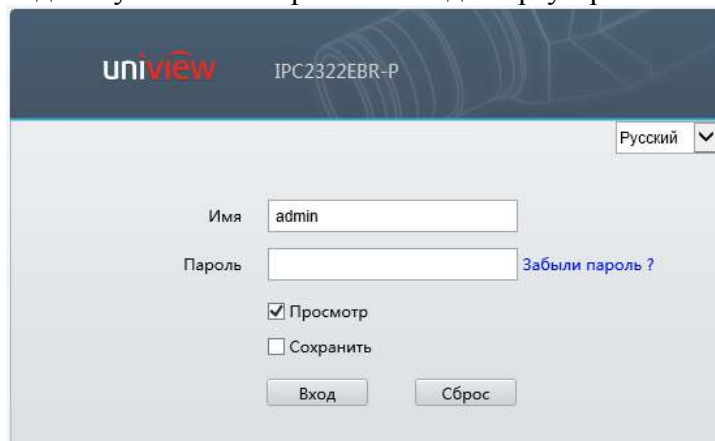 uniview IPC2322EBR-P
Русский
Имя admin
Пароль Забыли пароль ?
Просмотр
Сохранить
Вход Сброс